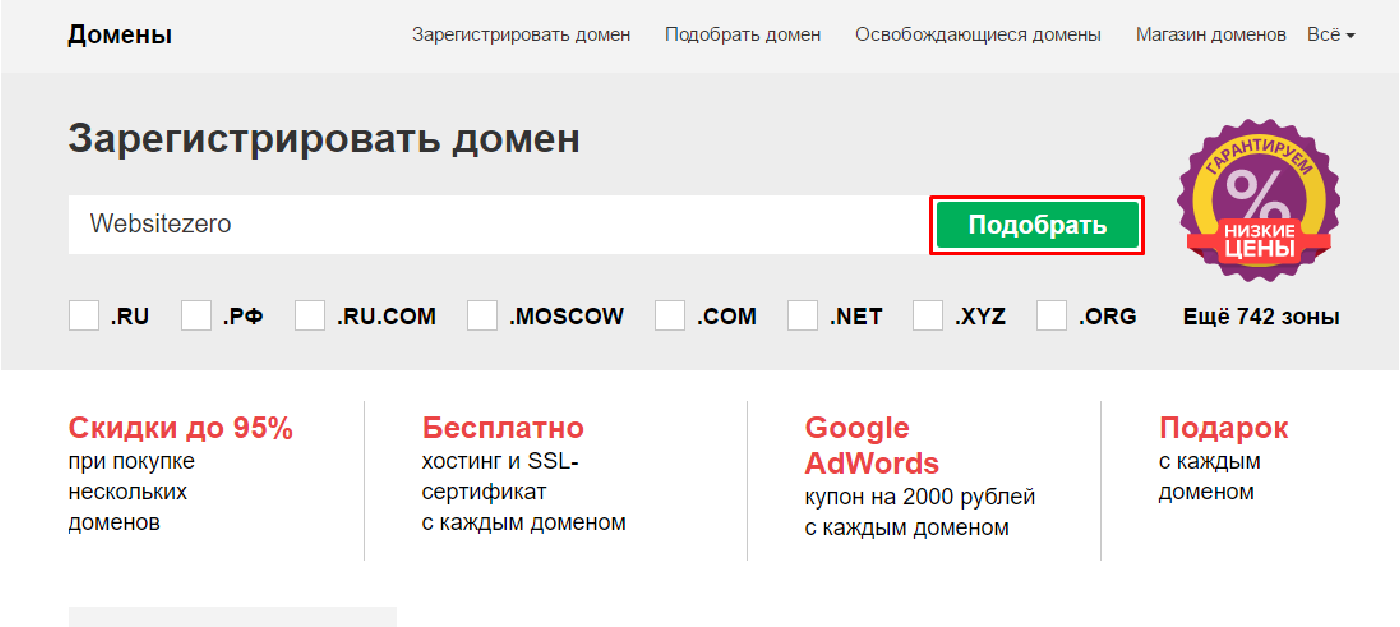 Домены
Зарегистрировать домен
Подобрать домен
Освобождающиеся домены
Магазин доменов
Всё
Зарегистрировать домен
Websitezero
Подобрать
ГАРАНТИРУЕМ
%
НИЗКИЕ
ЦЕНЫ
.RU
.РФ
.RU.COM
.MOSCOW
.COM
.NET
.XYZ
.ORG
Ещё 742 зоны
Скидки до 95%
при покупке
нескольких
доменов
Бесплатно
хостинг и SSL-
сертификат
с каждым доменом
Google
AdWords
купон на 2000 рублей
с каждым доменом
Подарок
с каждым
доменом